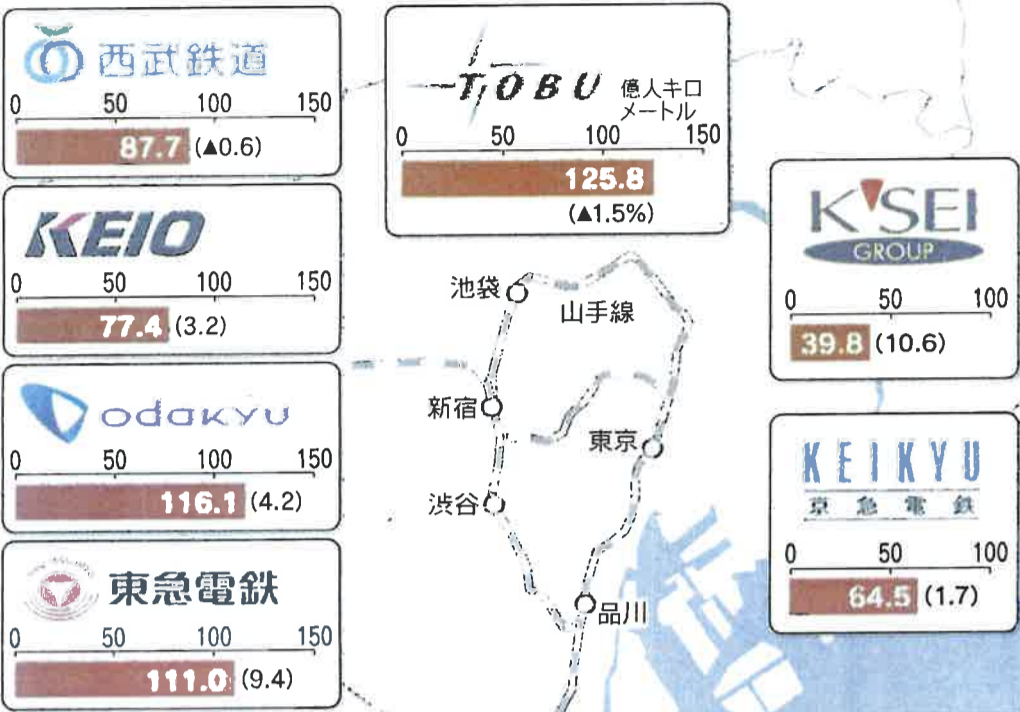 西武鉄道
0 50 100 150
87.7 (▲0.6)
KEIO
0 50 100 150
77.4 (3.2)
odakyu
0 50 100 150
116.1 (4.2)
東急電鉄
0 50 100 150
111.0 (9.4)
TOBU 億人キロ
メートル
0 50 100 150
125.8
(▲1.5%)
池袋
山手線
新宿
東京
渋谷
品川
K'SEI
GROUP
0 50 100
39.8 (10.6)
KEIKYU
京急電鉄
0 50 100
64.5 (1.7)